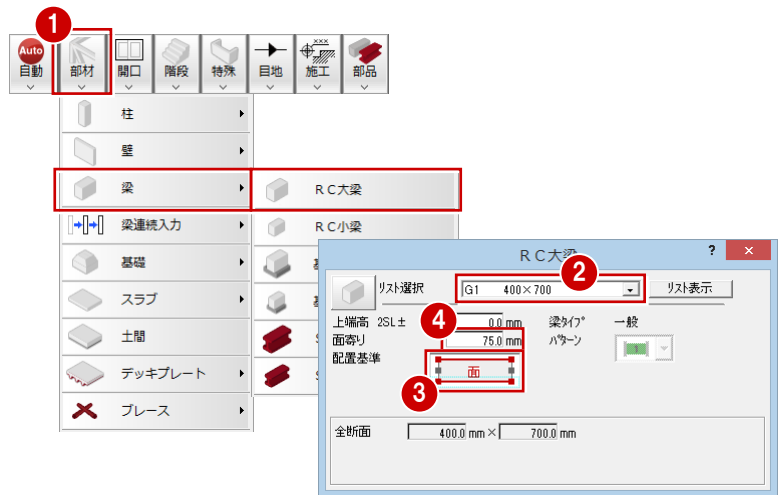 1
Auto
自動
部材
開口
階段
特殊
目地
×××
施工
部品
柱
壁
梁
RC大梁
梁連続入力
RC小梁
基礎
スラブ
土間
デッキプレート
ブレース
RC大梁
?
×
2
リスト選択
G1 400×700
リスト表示
4
上端高 2SL±
0.0 mm
梁タイプ 一般
面寄り
75.0 mm
パターン
1
配置基準
面
3
全断面
400.0 mm × 700.0 mm